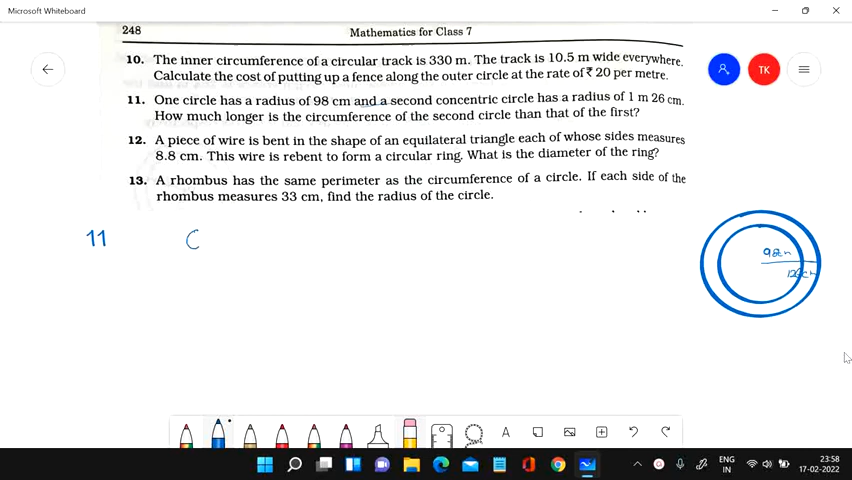 Microsoft Whiteboard
248
Mathematics for Class 7
10. The inner circumference of a circular track is 330 m. The track is 10.5 m wide everywhere.
Calculate the cost of putting up a fence along the outer circle at the rate of ₹ 20 per metre.
11. One circle has a radius of 98 cm and a second concentric circle has a radius of 1 m 26 cm.
How much longer is the circumference of the second circle than that of the first?
12. A piece of wire is bent in the shape of an equilateral triangle each of whose sides measures
8.8 cm. This wire is rebent to form a circular ring. What is the diameter of the ring?
13. A rhombus has the same perimeter as the circumference of a circle. If each side of the
rhombus measures 33 cm, find the radius of the circle.
TK
11 C
98cm
126cm
A
ENG
IN
23:58
17-02-2022